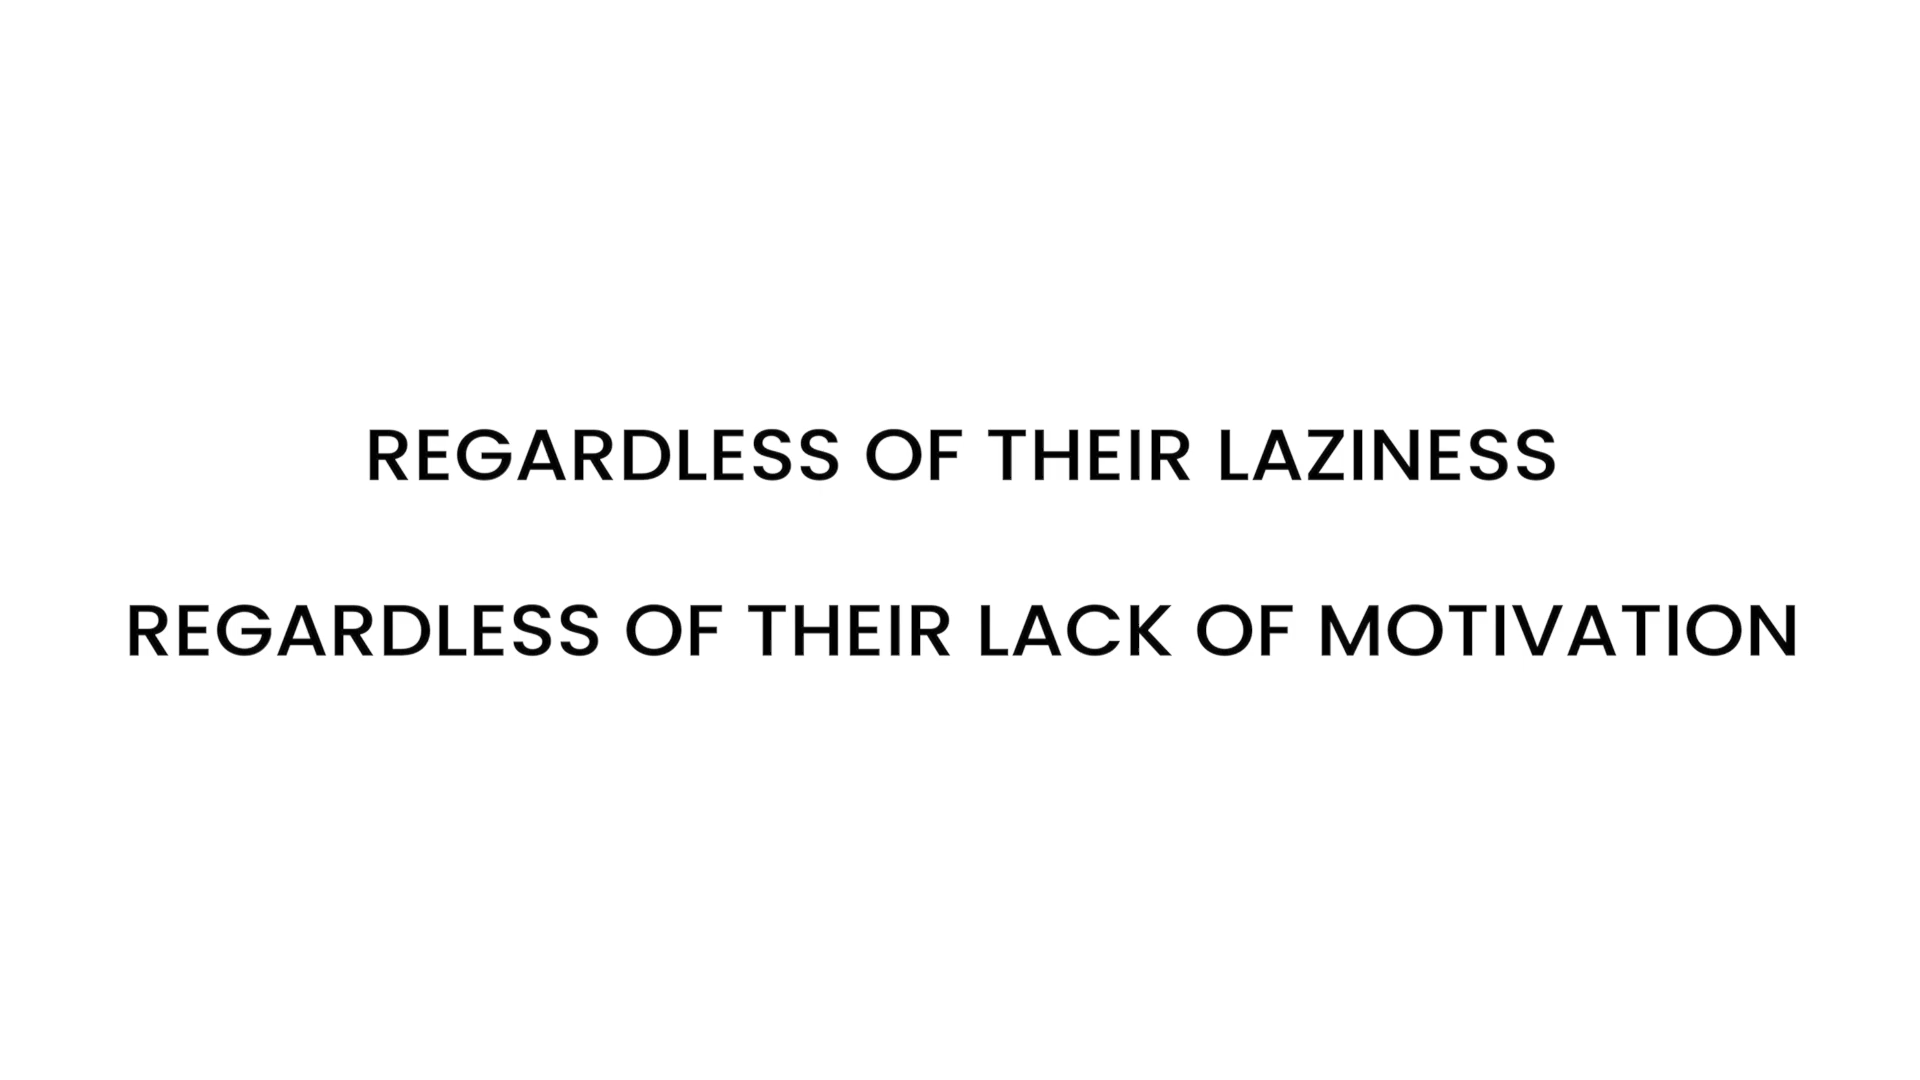 REGARDLESS OF THEIR LAZINESS
REGARDLESS OF THEIR LACK OF MOTIVATION